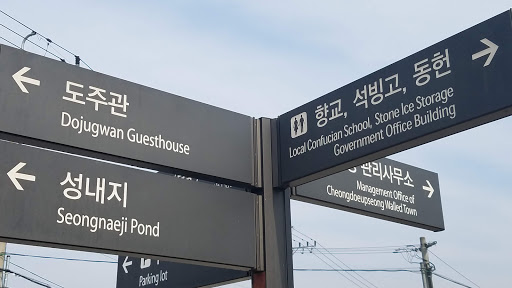 도주관
Dojugwan Guesthouse
성내지
Seongnaeji Pond
향교, 석빙고, 동헌
Local Confucian School, Stone Ice Storage
Government Office Building
관리사무소
Management Office of
Cheongdoeupseong Walled Town
Parking lot